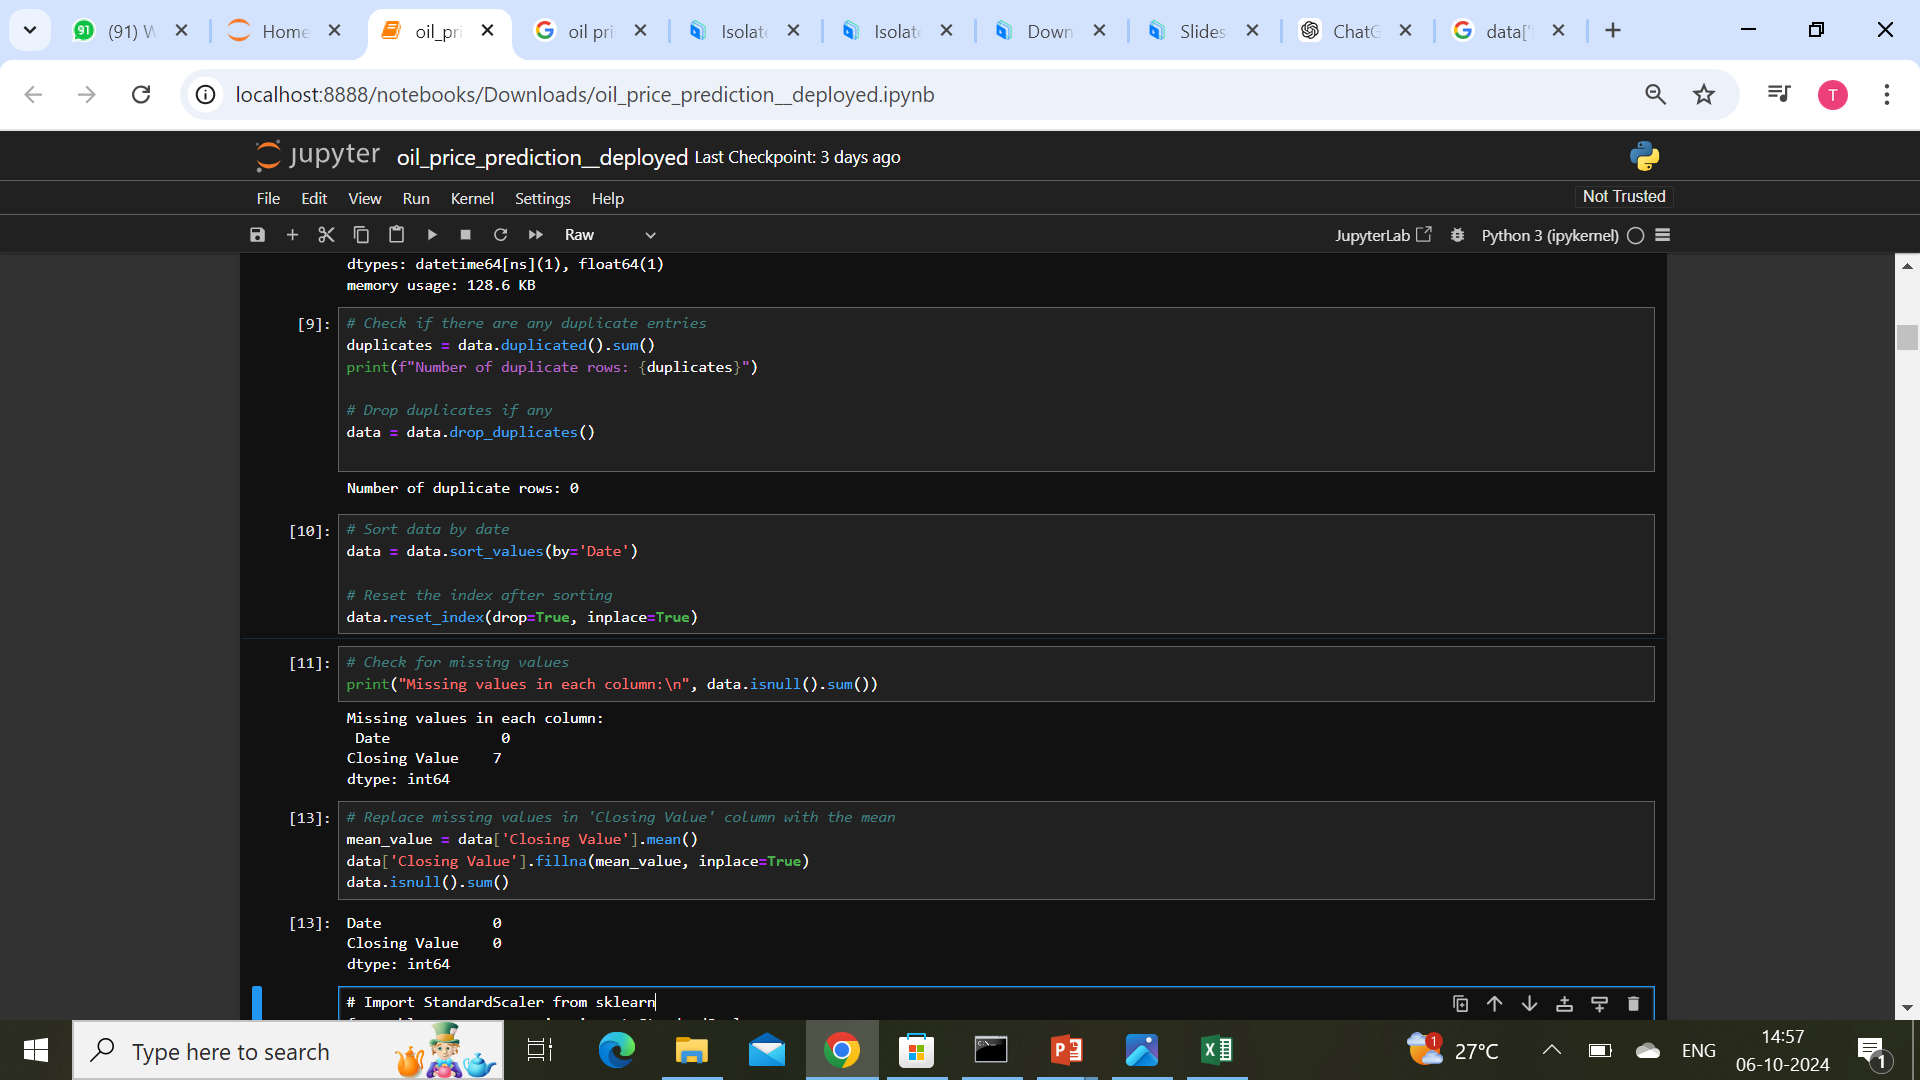 91
(91) W
Home
oil_pri
oil pri
Isolate
Isolate
Down
Slides
ChatG
data['
localhost:8888/notebooks/Downloads/oil_price_prediction__deployed.ipynb
T
jupyter
oil_price_prediction__deployed Last Checkpoint: 3 days ago
File Edit View Run Kernel Settings Help
Not Trusted
Raw
JupyterLab
Python 3 (ipykernel)
dtypes: datetime64[ns](1), float64(1)
memory usage: 128.6 KB
[9]:
# Check if there are any duplicate entries
duplicates = data.duplicated().sum()
print(f"Number of duplicate rows: {duplicates}")
# Drop duplicates if any
data = data.drop_duplicates()
Number of duplicate rows: 0
[10]:
# Sort data by date
data = data.sort_values(by='Date')
# Reset the index after sorting
data.reset_index(drop=True, inplace=True)
[11]:
# Check for missing values
print("Missing values in each column:\n", data.isnull().sum())
Missing values in each column:
Date 0
Closing Value 7
dtype: int64
[13]:
# Replace missing values in 'Closing Value' column with the mean
mean_value = data['Closing Value'].mean()
data['Closing Value'].fillna(mean_value, inplace=True)
data.isnull().sum()
[13]:
Date 0
Closing Value 0
dtype: int64
# Import StandardScaler from sklearn
Type here to search
1
27°C
ENG
14:57
06-10-2024
1